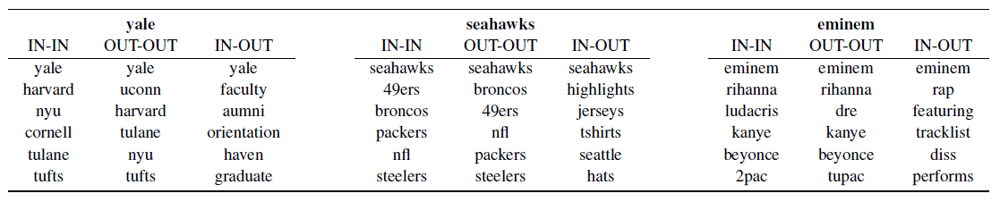 yale seahawks eminem
IN-IN OUT-OUT IN-OUT IN-IN OUT-OUT IN-OUT IN-IN OUT-OUT IN-OUT
yale yale yale seahawks seahawks seahawks eminem eminem eminem
harvard uconn faculty 49ers broncos highlights rihanna rihanna rap
nyu harvard aumni broncos 49ers jerseys ludacris dre featuring
cornell tulane orientation packers nfl tshirts kanye kanye tracklist
tulane nyu haven nfl packers seattle beyonce beyonce diss
tufts tufts graduate steelers steelers hats 2pac tupac performs